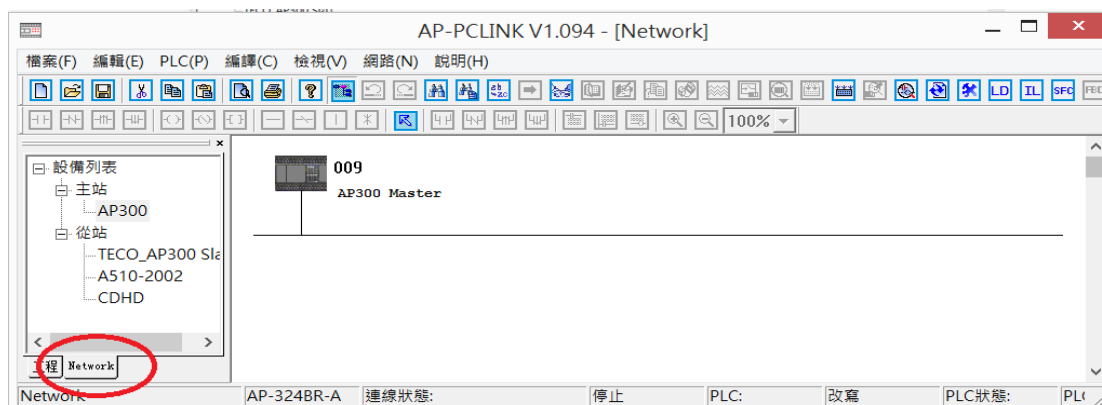 AP-PCLINK V1.094 - [Network]
檔案(F) 編輯(E) PLC(P) 編譯(C) 檢視(V) 網路(N) 說明(H)
LD IL SFC FBD
100%
設備列表
主站
AP300
從站
TECO_AP300 Sla
A510-2002
CDHD
009
AP300 Master
工程 Network
Network AP-324BR-A 連線狀態: 停止 PLC: 改寫 PLC狀態: PL